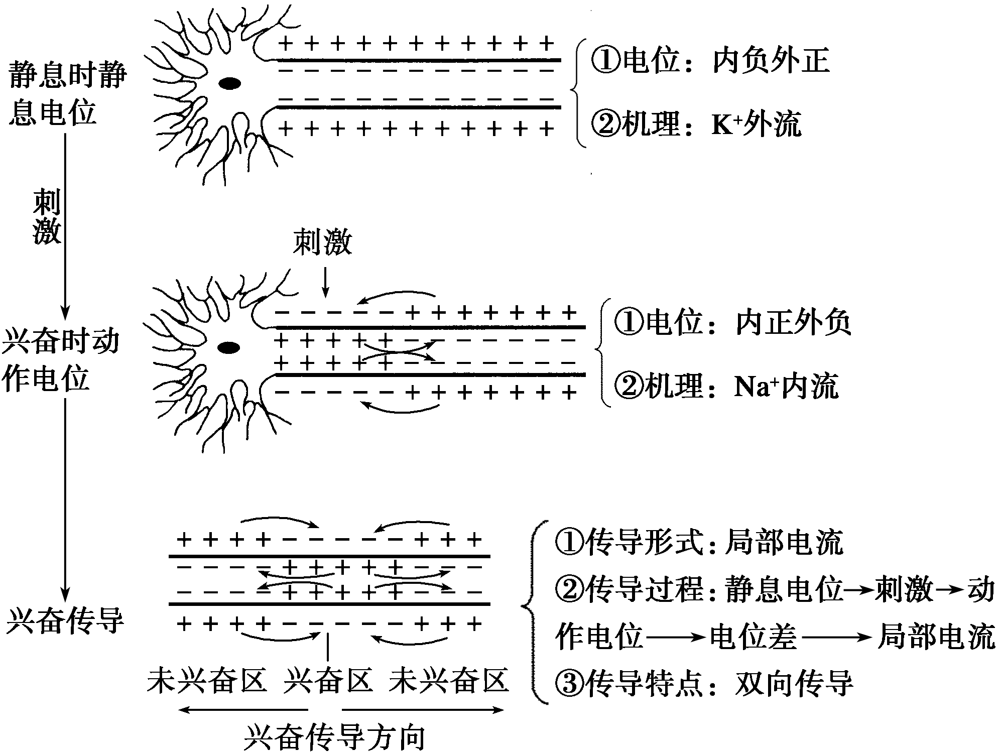 静息时静
息电位
①电位：内负外正
②机理：K⁺外流
刺
激
刺激
兴奋时动
作电位
①电位：内正外负
②机理：Na⁺内流
兴奋传导
①传导形式：局部电流
②传导过程：静息电位→刺激→动
作电位→电位差→局部电流
③传导特点：双向传导
未兴奋区 兴奋区 未兴奋区
兴奋传导方向